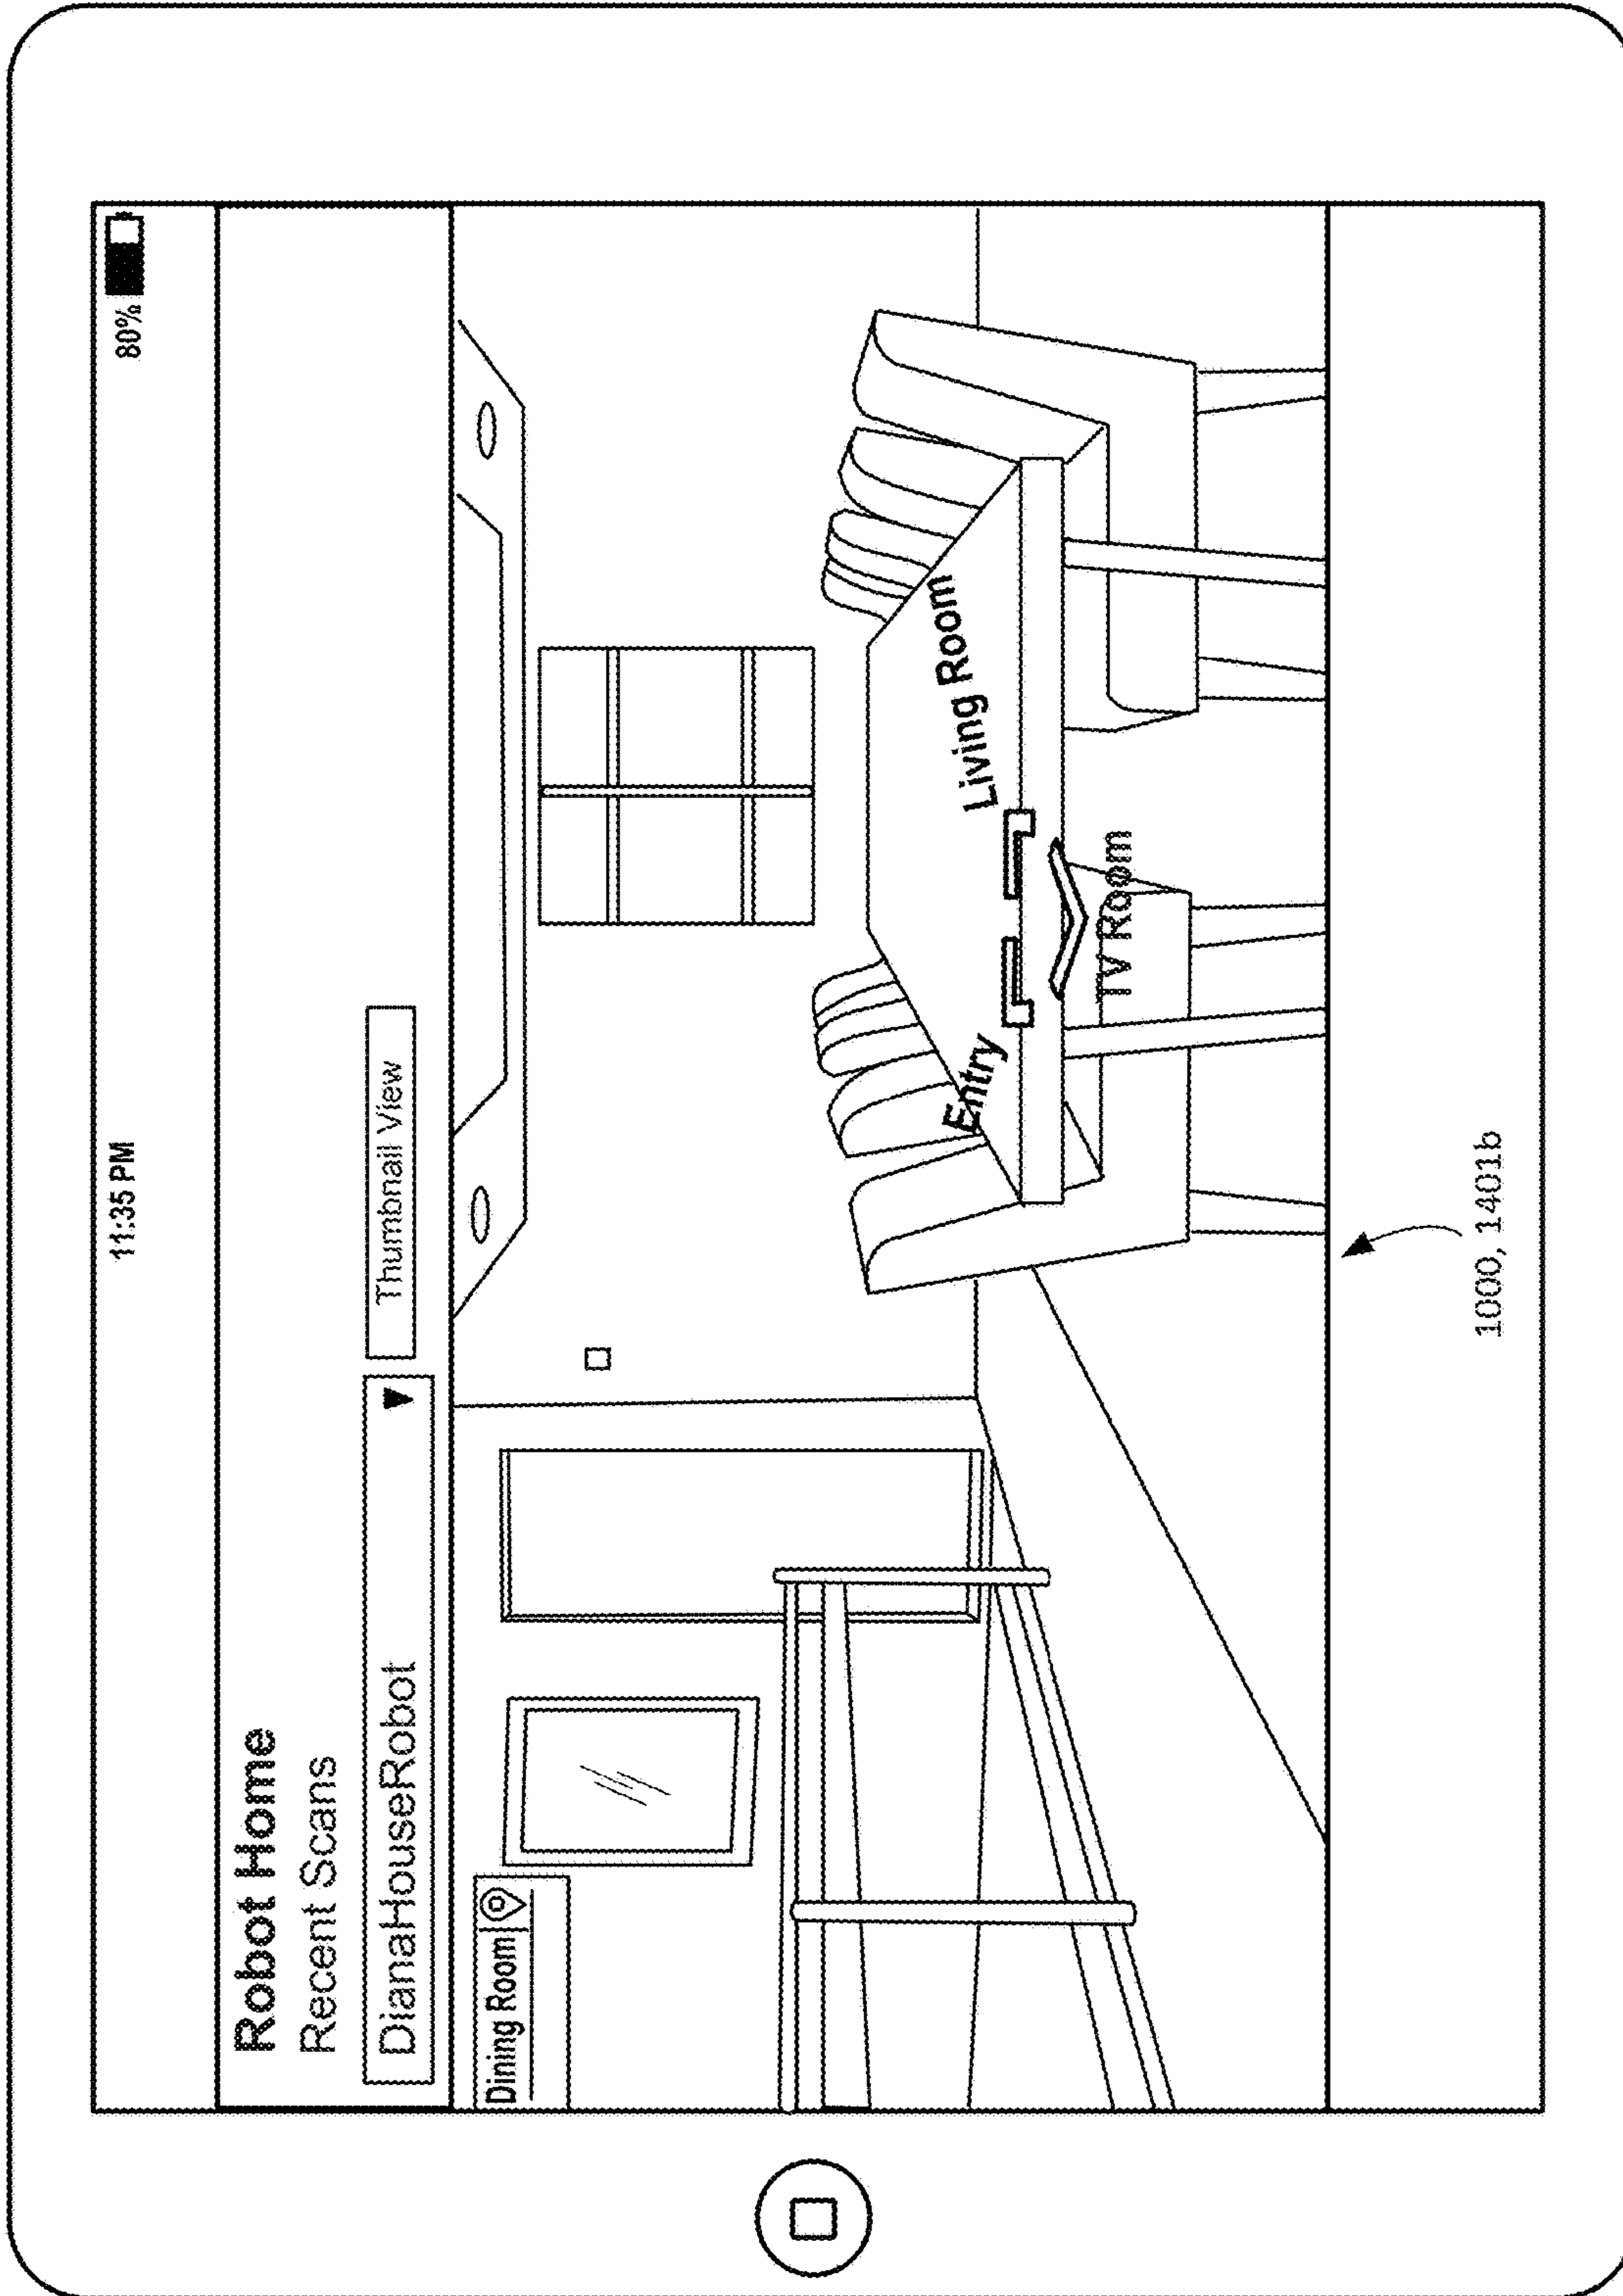 11:35 PM
80%
Robot Home
Recent Scans
DianaHouseRobot
Thumbnail View
Dining Room
Entry
Living Room
TV Room
1000, 1401b